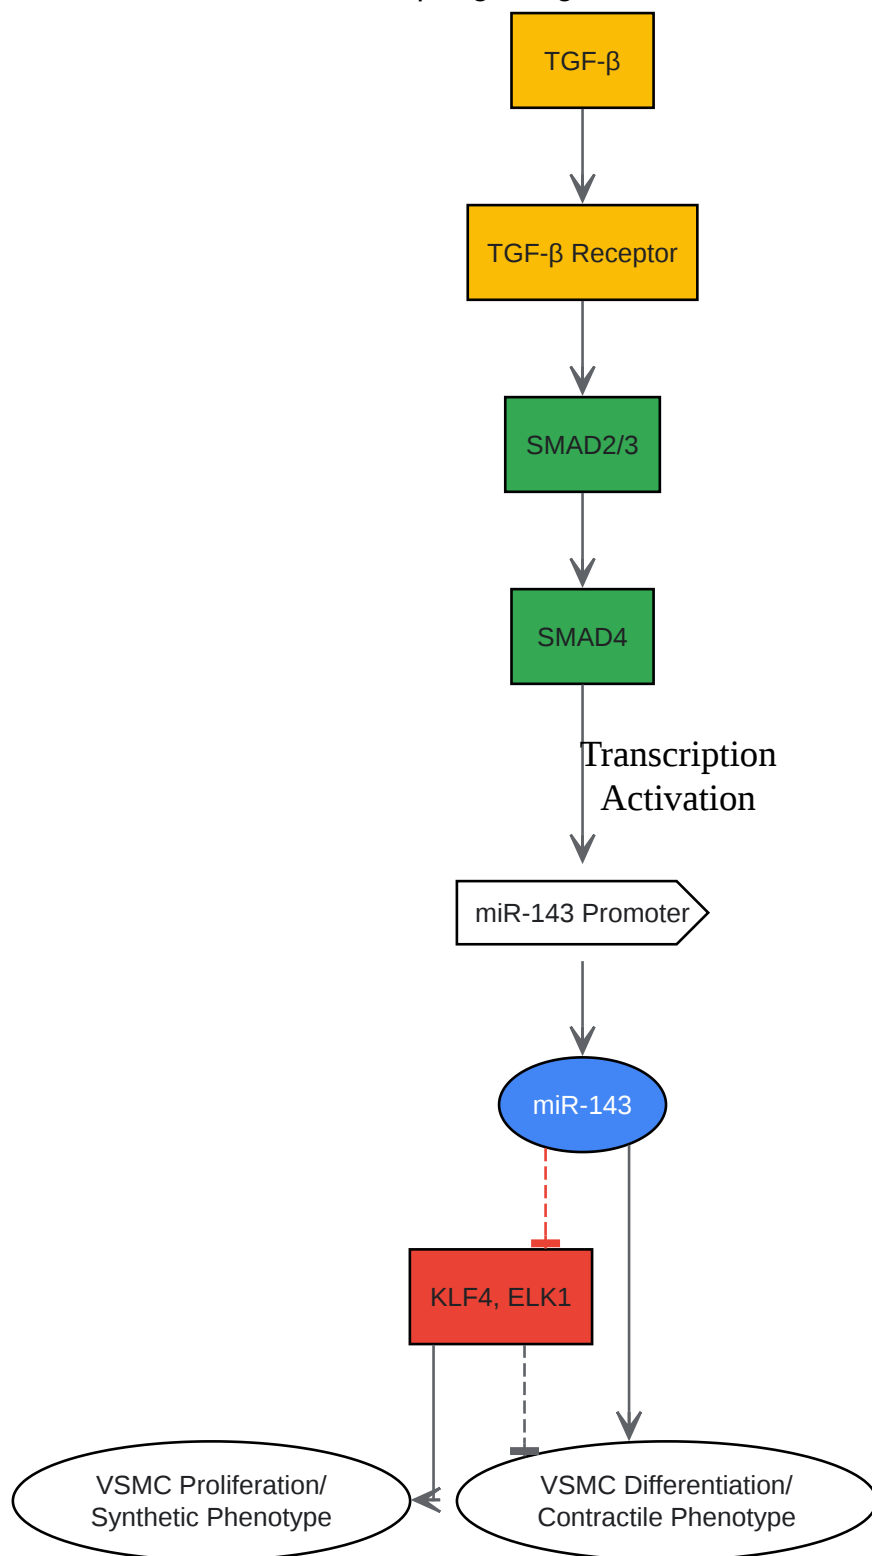 TGF-β
TGF-β Receptor
SMAD2/3
SMAD4
Transcription
Activation
miR-143 Promoter
miR-143
KLF4, ELK1
VSMC Proliferation/
Synthetic Phenotype
VSMC Differentiation/
Contractile Phenotype